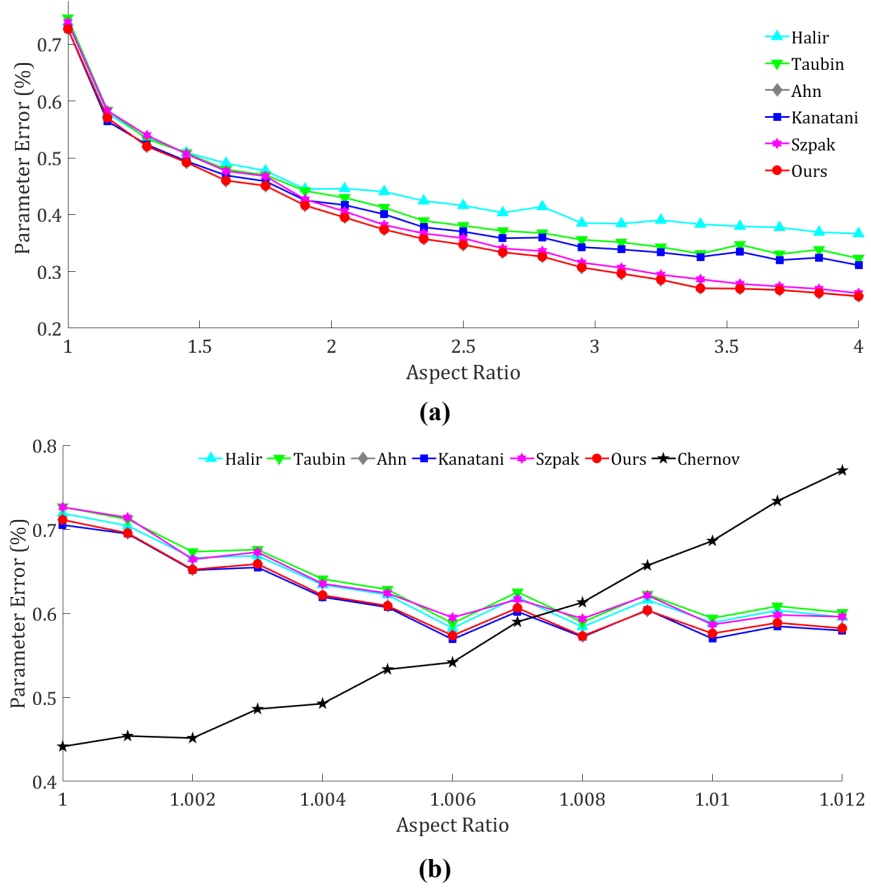 0.7
0.6
0.5
0.4
0.3
0.2
Parameter Error (%)
Halir
Taubin
Ahn
Kanatani
Szpak
Ours
1 1.5 2 2.5 3 3.5 4
Aspect Ratio
(a)
0.8
0.7
0.6
0.5
0.4
Parameter Error (%)
Halir Taubin Ahn Kanatani Szpak Ours Chernov
1 1.002 1.004 1.006 1.008 1.01 1.012
Aspect Ratio
(b)